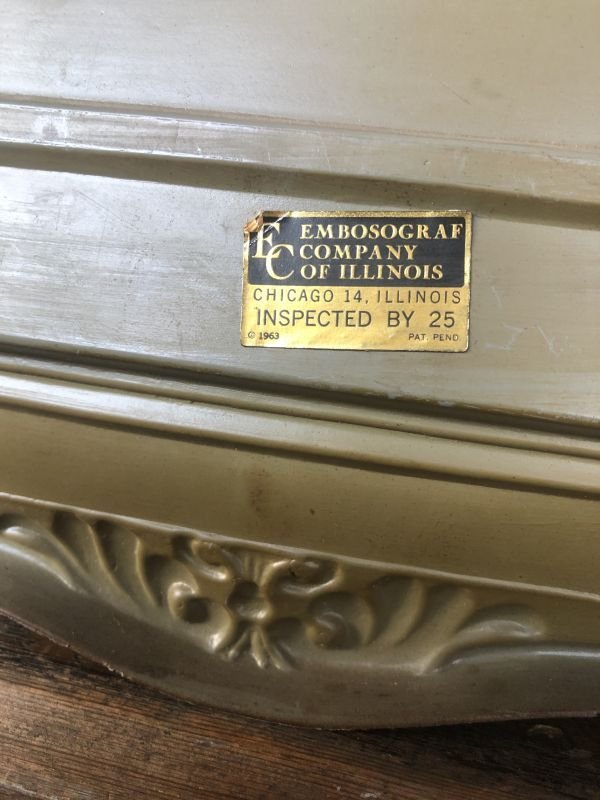 EC
EMBOSOGRAF
COMPANY
OF ILLINOIS
CHICAGO 14, ILLINOIS
INSPECTED BY 25
© 1963 PAT. PEND.